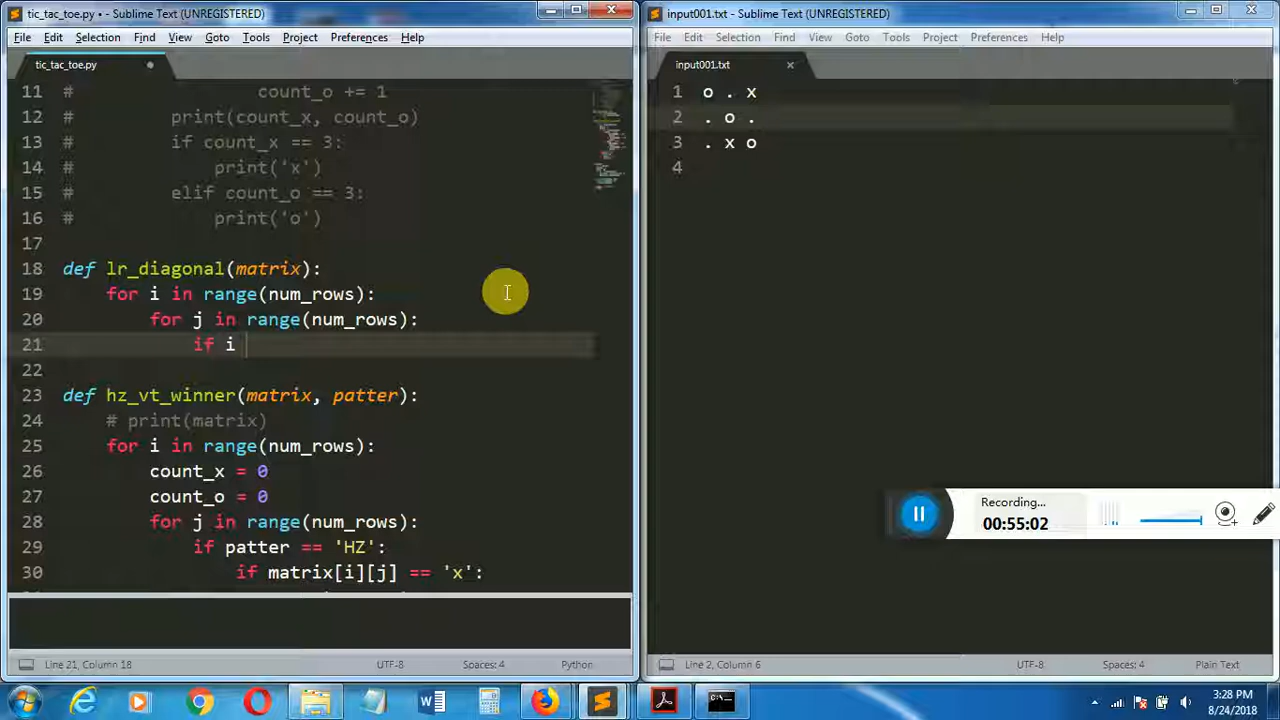 tic_tac_toe.py • - Sublime Text (UNREGISTERED)
File Edit Selection Find View Goto Tools Project Preferences Help
tic_tac_toe.py
11 # count_o += 1
12 # print(count_x, count_o)
13 # if count_x == 3:
14 # print('x')
15 # elif count_o == 3:
16 # print('o')
17
18 def lr_diagonal(matrix):
19 for i in range(num_rows):
20 for j in range(num_rows):
21 if i
22
23 def hz_vt_winner(matrix, patter):
24 # print(matrix)
25 for i in range(num_rows):
26 count_x = 0
27 count_o = 0
28 for j in range(num_rows):
29 if patter == 'HZ':
30 if matrix[i][j] == 'x':
Line 21, Column 18 UTF-8 Spaces: 4 Python
input001.txt - Sublime Text (UNREGISTERED)
File Edit Selection Find View Goto Tools Project Preferences Help
input001.txt
1 o . x
2 . o .
3 . x o
4
Recording...
00:55:02
Line 2, Column 6 UTF-8 Spaces: 4 Plain Text
3:28 PM
8/24/2018